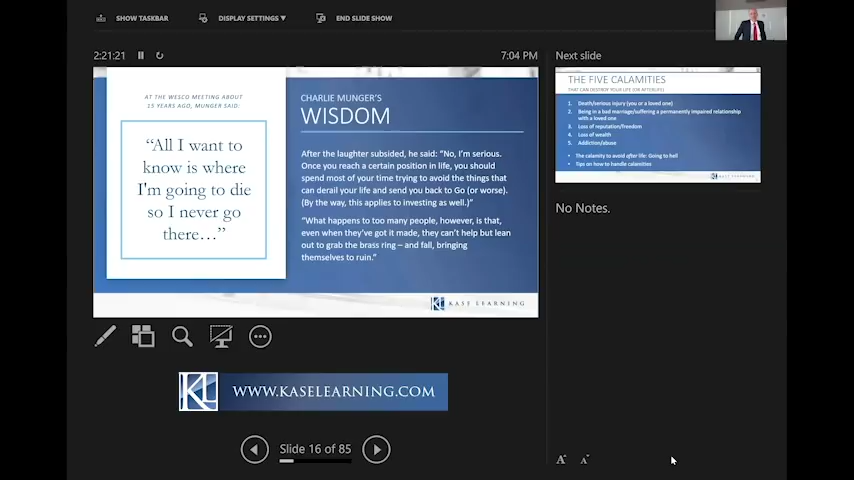 SHOW TASKBAR
DISPLAY SETTINGS ▼
END SLIDE SHOW
2:21:21
7:04 PM
AT THE WESCO MEETING ABOUT
15 YEARS AGO, MUNGER SAID:
“All I want to
know is where
I'm going to die
so I never go
there…”
CHARLIE MUNGER'S
WISDOM
After the laughter subsided, he said: “No, I'm serious.
Once you reach a certain position in life, you should
spend most of your time trying to avoid the things that
can derail your life and send you back to Go (or worse).
(By the way, this applies to investing as well.)”
“What happens to too many people, however, is that,
even when they've got it made, they can't help but lean
out to grab the brass ring – and fall, bringing
themselves to ruin.”
KL KASE LEARNING
Next slide
THE FIVE CALAMITIES
THAT CAN DESTROY YOUR LIFE (OR AFTERLIFE)
1. Death/serious injury (you or a loved one)
2. Being in a bad marriage/suffering a permanently impaired relationship
with a loved one
3. Loss of reputation/freedom
4. Loss of wealth
5. Addiction/abuse
• The calamity to avoid after life: Going to hell
• Tips on how to handle calamities
KL KASE LEARNING
No Notes.
KL WWW.KASELEARNING.COM
Slide 16 of 85
A A